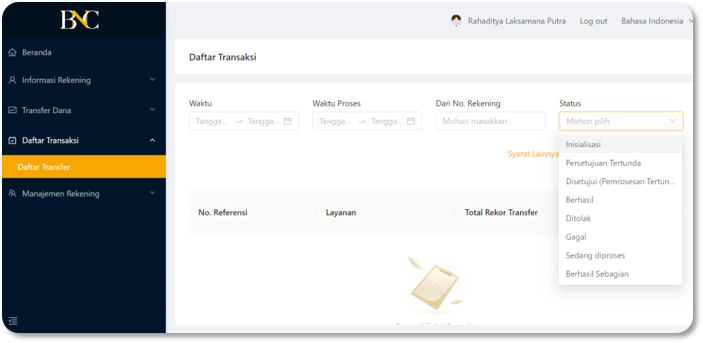 BNC
Rahaditya Laksamana Putra
Log out
Bahasa Indonesia
Beranda
Informasi Rekening
Transfer Dana
Daftar Transaksi
Daftar Transfer
Manajemen Rekening
Daftar Transaksi
Waktu
Waktu Proses
Dari No. Rekening
Status
Tangga... → Tangga...
Tangga... → Tangga...
Mohon masukkan
Mohon pilih
Syarat Lainnya
Inisialisasi
Persetujuan Tertunda
Disetujui (Pemrosesan Tertun...
Berhasil
Ditolak
Gagal
Sedang diproses
Berhasil Sebagian
No. Referensi
Layanan
Total Rekor Transfer